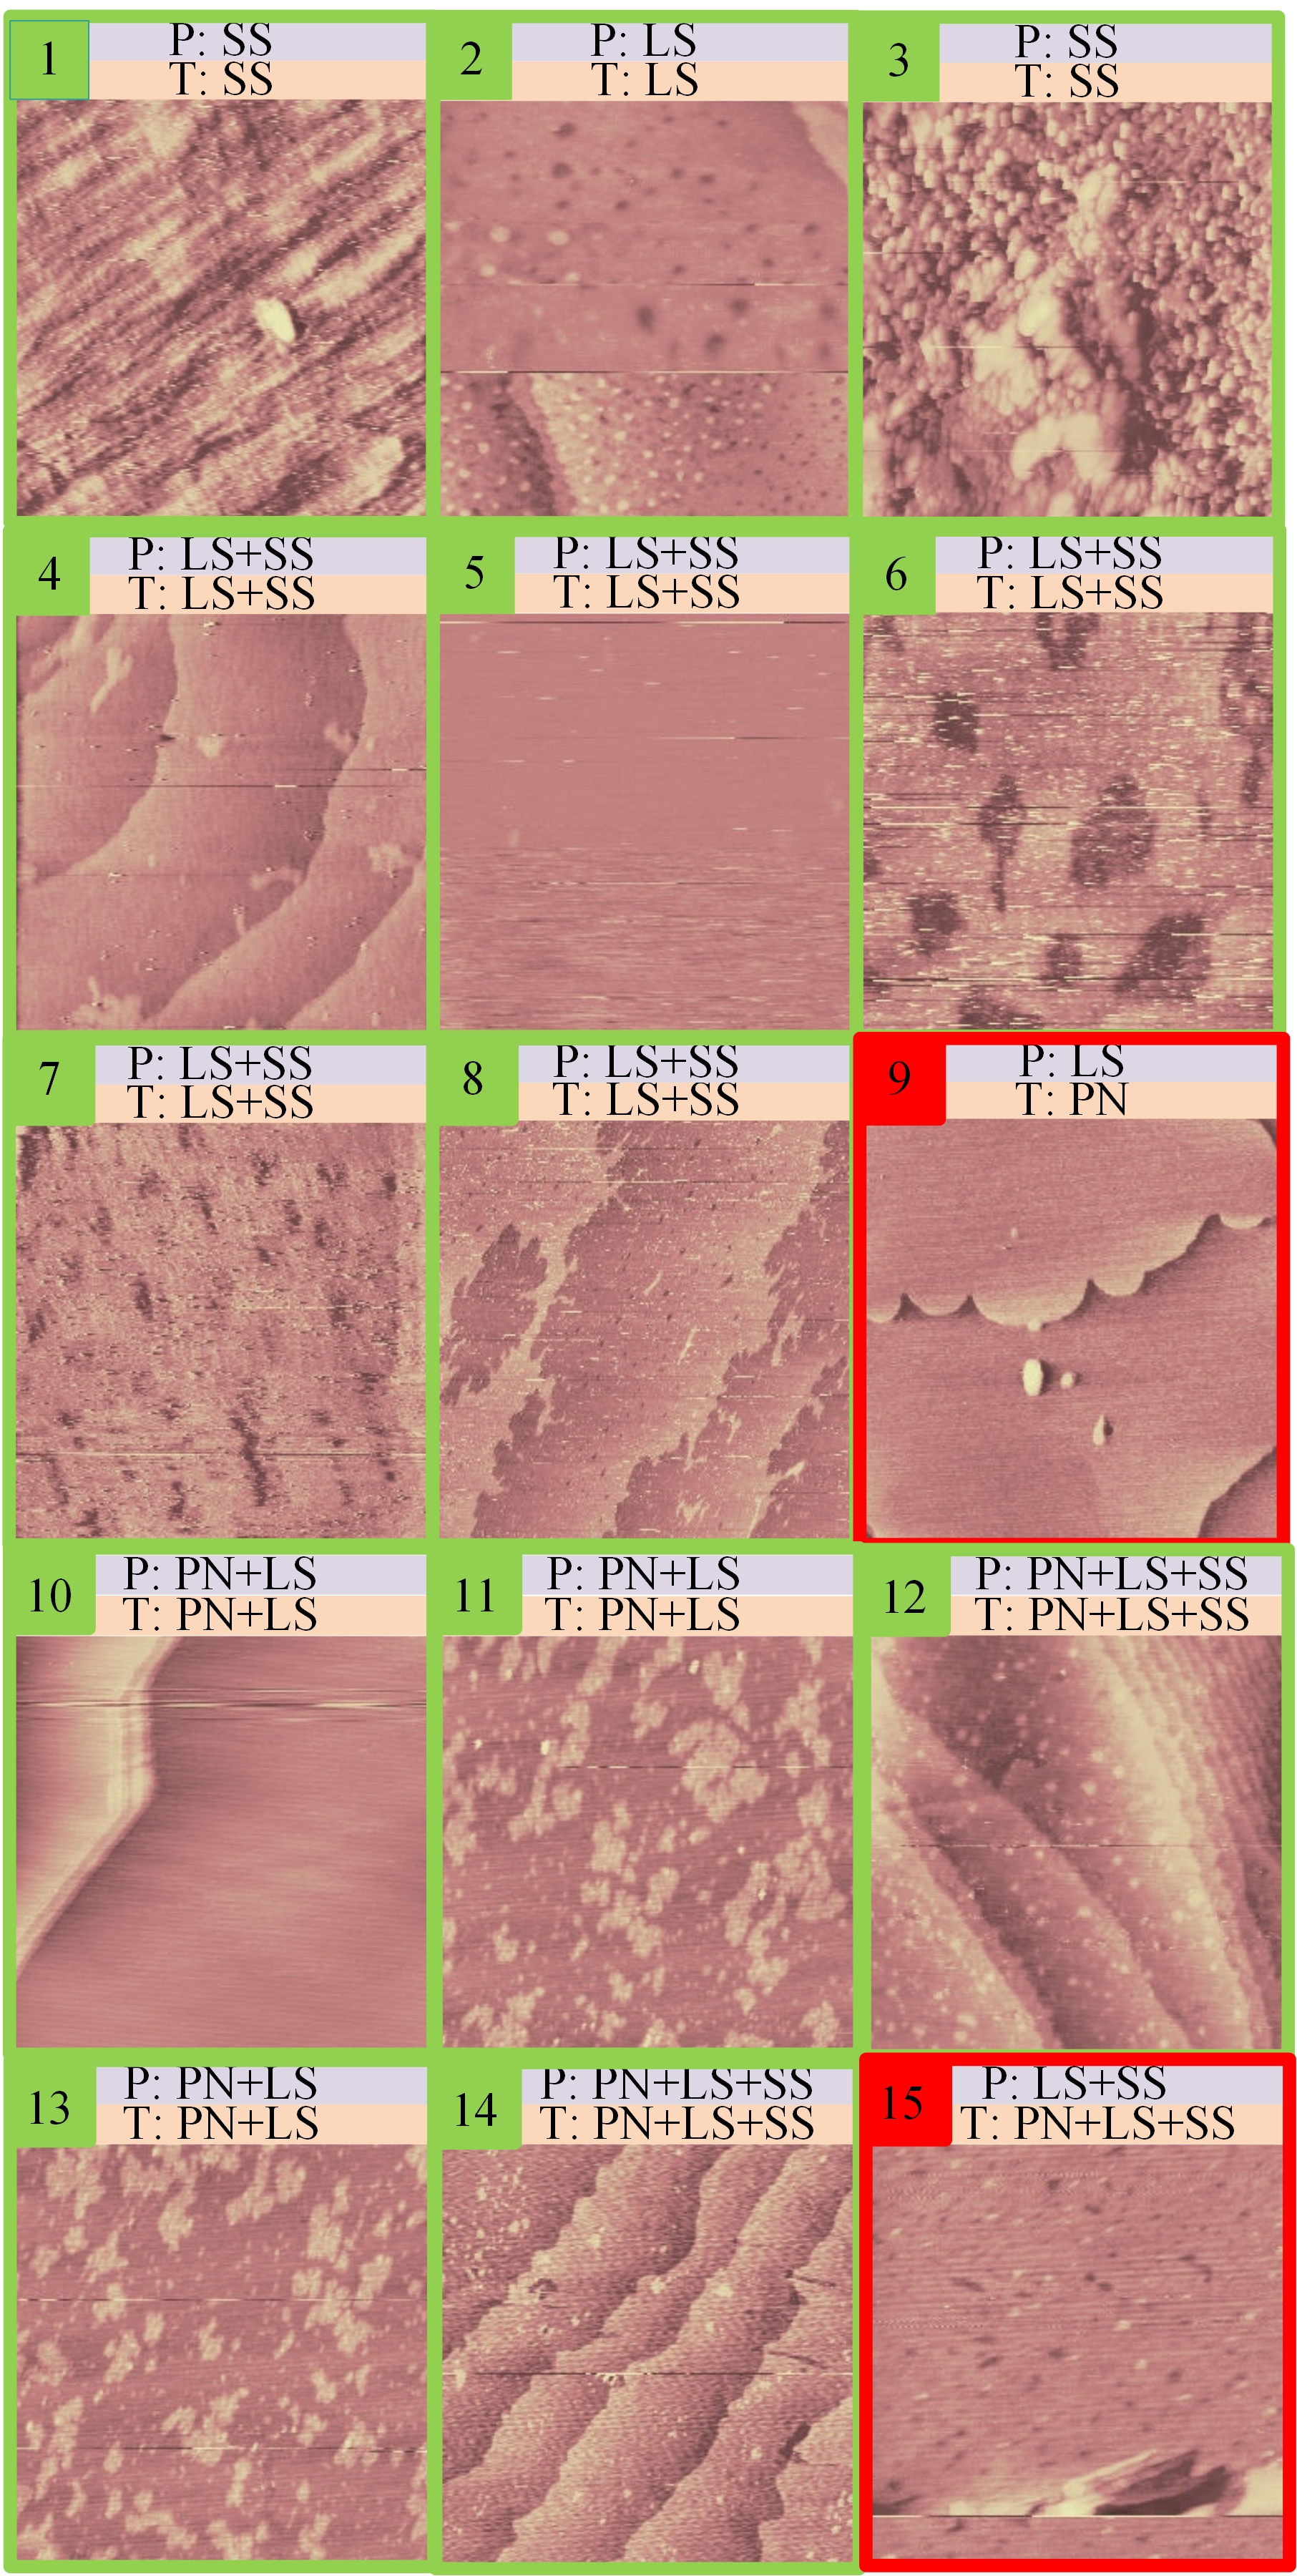 1
P: SS
T: SS
2
P: LS
T: LS
3
P: SS
T: SS
4
P: LS+SS
T: LS+SS
5
P: LS+SS
T: LS+SS
6
P: LS+SS
T: LS+SS
7
P: LS+SS
T: LS+SS
8
P: LS+SS
T: LS+SS
9
P: LS
T: PN
10
P: PN+LS
T: PN+LS
11
P: PN+LS
T: PN+LS
12
P: PN+LS+SS
T: PN+LS+SS
13
P: PN+LS
T: PN+LS
14
P: PN+LS+SS
T: PN+LS+SS
15
P: LS+SS
T: PN+LS+SS